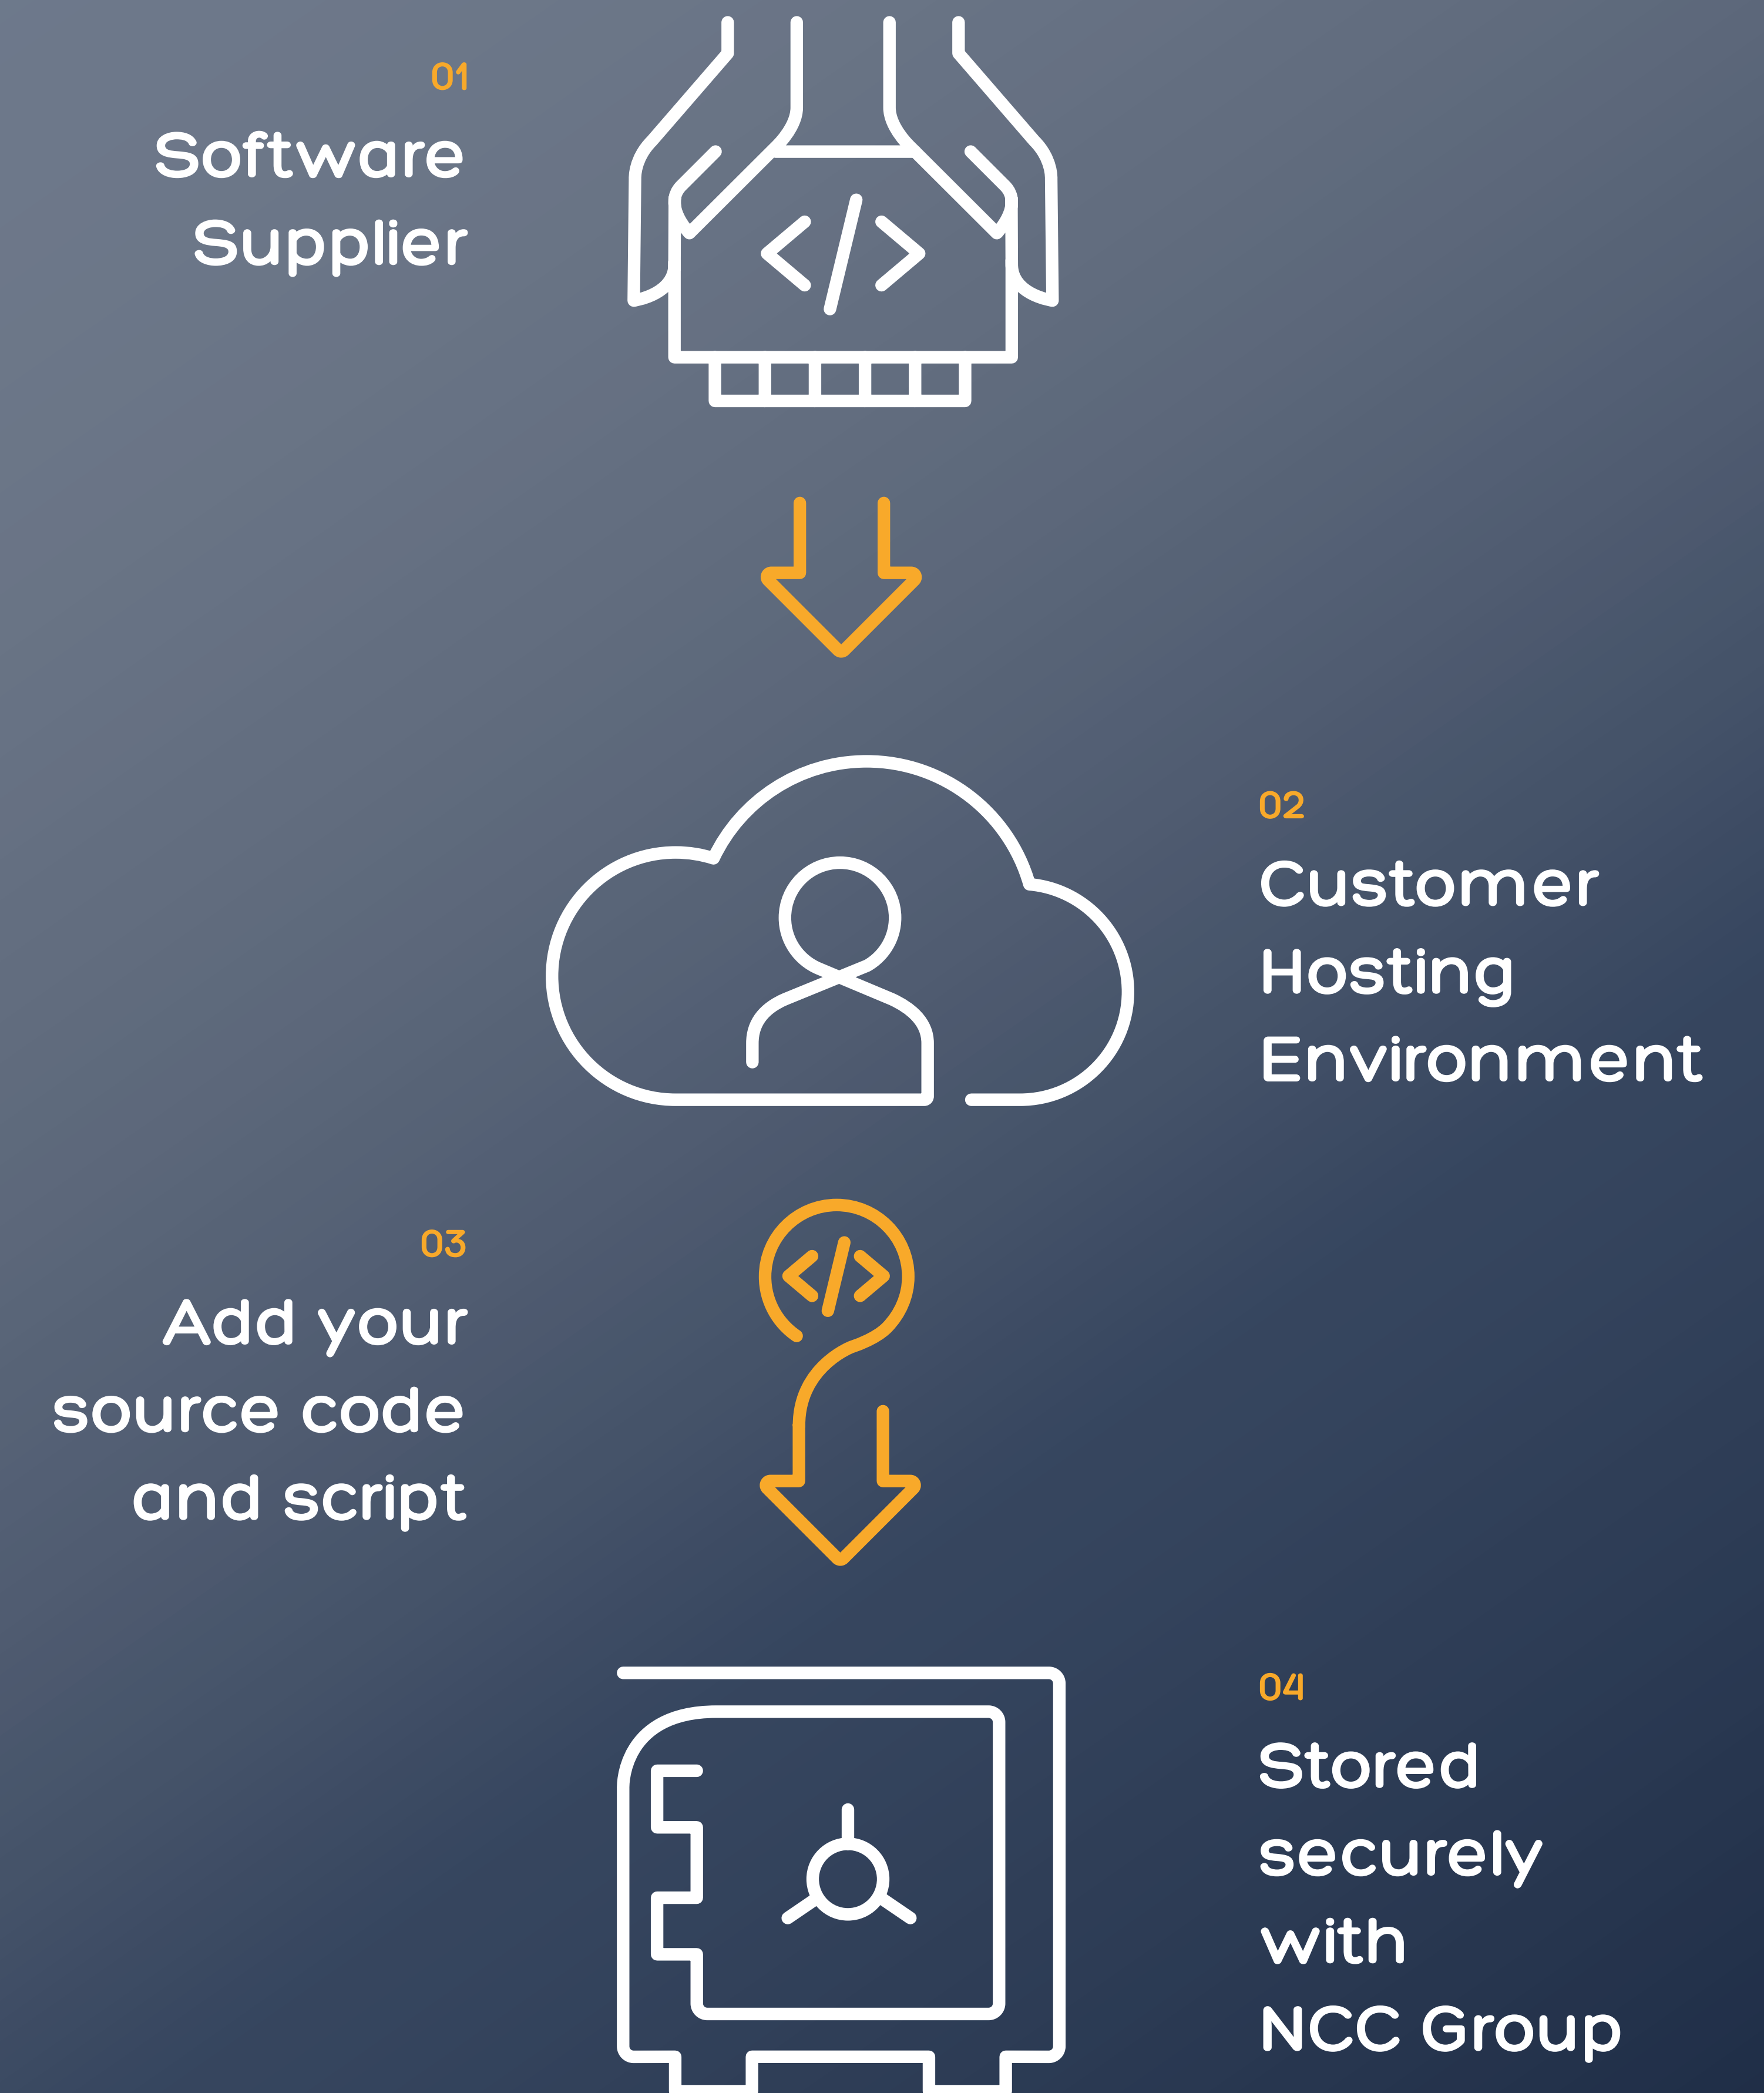 01
Software
Supplier
</>
02
Customer
Hosting
Environment
</>
03
Add your
source code
and script
04
Stored
securely
with
NCC Group